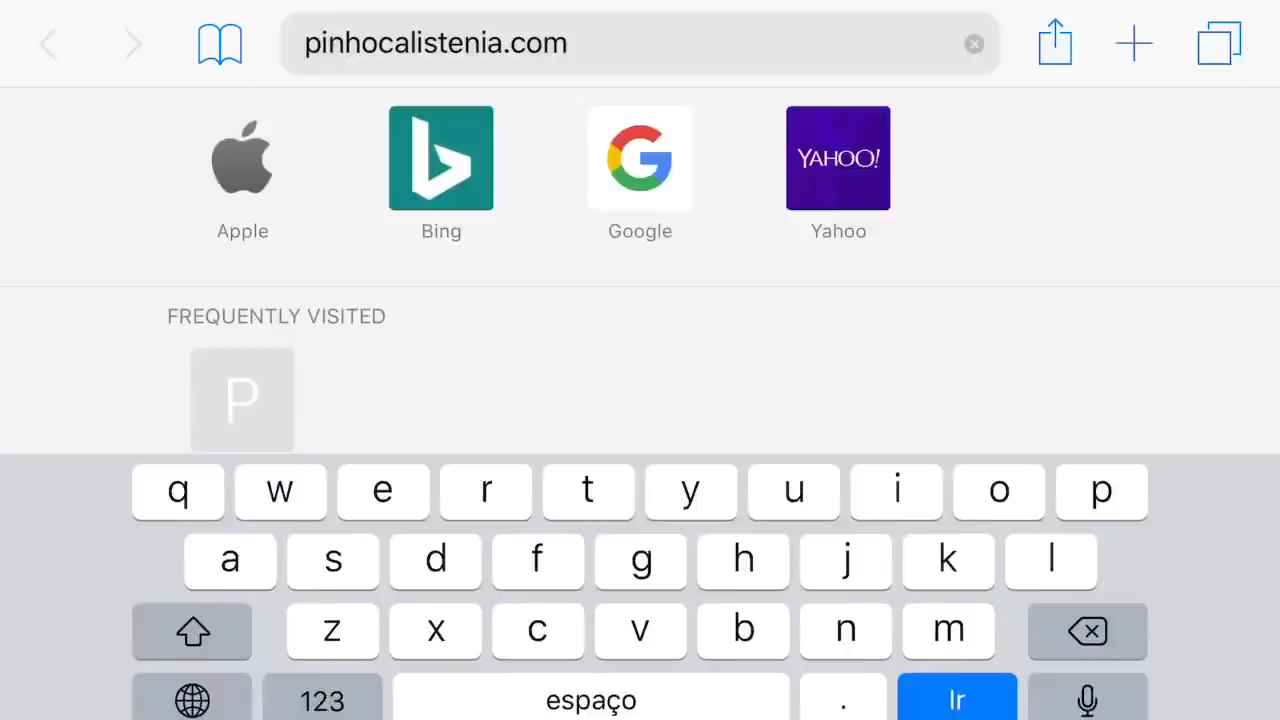 pinhocalistenia.com
YAHOO!
Apple Bing Google Yahoo
FREQUENTLY VISITED
P
q w e r t y u i o p
a s d f g h j k l
z x c v b n m
123 espaço . Ir